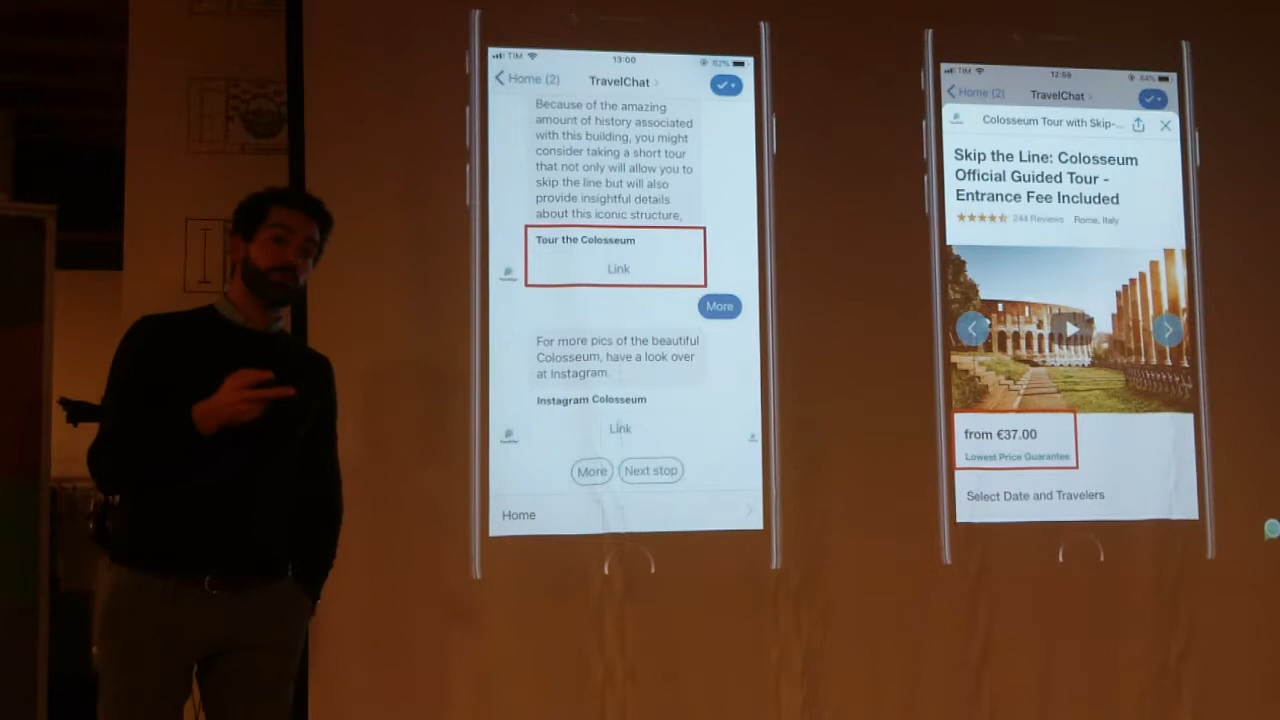 TIM
13:00
82%
Home (2)
TravelChat
Because of the amazing
amount of history associated
with this building, you might
consider taking a short tour
that not only will allow you to
skip the line but will also
provide insightful details
about this iconic structure,
Tour the Colosseum
Link
More
For more pics of the beautiful
Colosseum, have a look over
at Instagram.
Instagram Colosseum
Link
More
Next stop
Home
TIM
12:59
84%
Home (2)
TravelChat
Colosseum Tour with Skip-...
Skip the Line: Colosseum
Official Guided Tour -
Entrance Fee Included
244 Reviews Rome, Italy
from €37.00
Lowest Price Guarantee
Select Date and Travelers